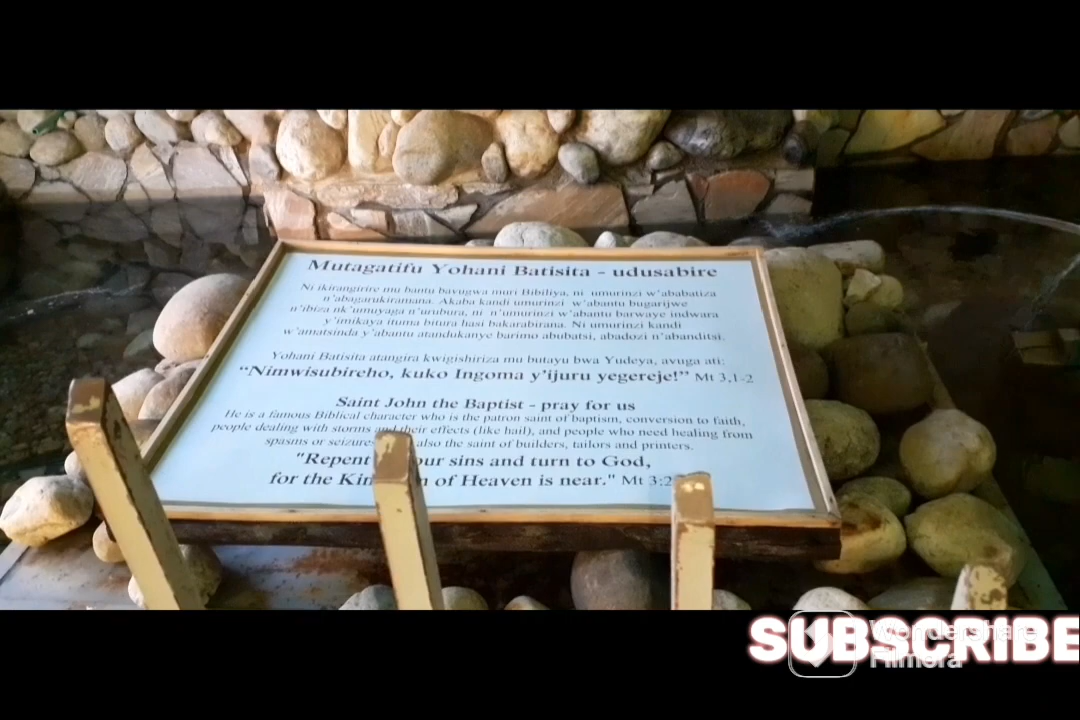 Mutagatifu Yohani Batisita - udusabire
Ni ikirangirire mu bantu bavugwa muri Bibiliya, ni umurinzi w'ababatiza
n'abagarukiramana. Akaba kandi umurinzi w'abantu bugarijwe
n'ibiza nk'umuyaga n'urubura, ni n'umurinzi w'abantu barwaye indwara
y'imikaya ituma bitura hasi bakarabirana. Ni umurinzi kandi
w'amatsinda y'abantu atandukanye barimo abubatsi, abadozi n'abanditsi.
Yohani Batisita atangira kwigishiriza mu butayu bwa Yudeya, avuga ati:
"Nimwisubireho, kuko Ingoma y'ijuru yegereje!" Mt 3,1-2
Saint John the Baptist - pray for us
He is a famous Biblical character who is the patron saint of baptism, conversion to faith,
people dealing with storms and their effects (like hail), and people who need healing from
spasms or seizures also the saint of builders, tailors and printers.
"Repent your sins and turn to God,
for the of Heaven is near." Mt 3:2
SUBSCRIBE
Wondershare
Filmora